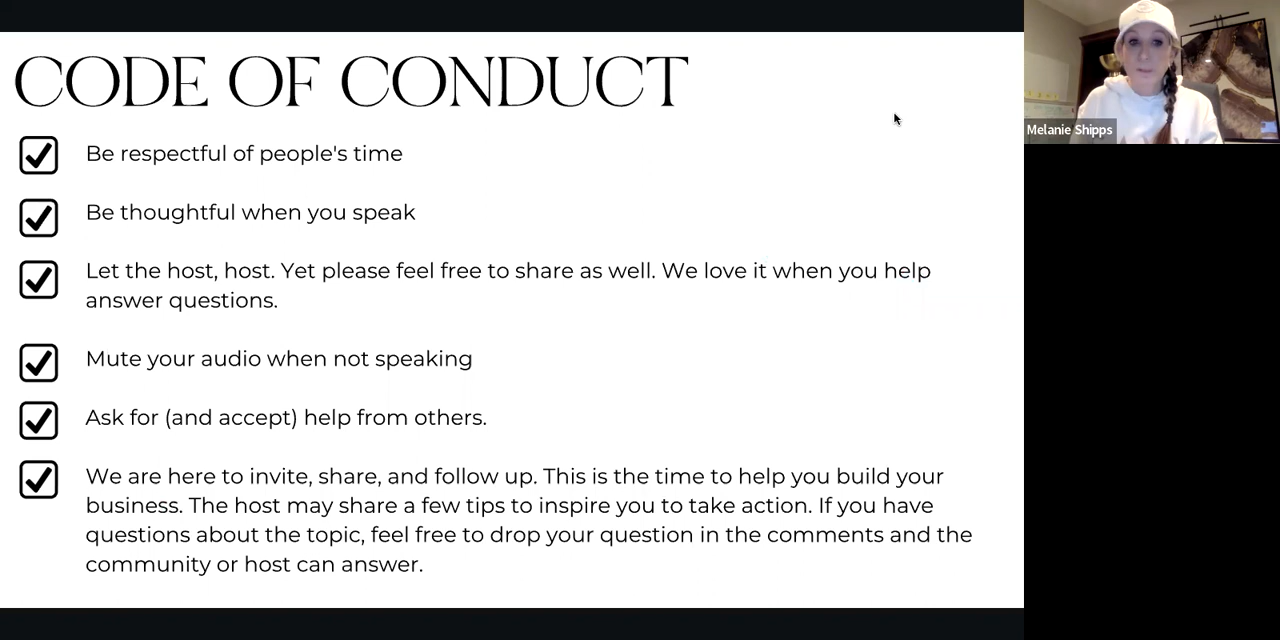 CODE OF CONDUCT
Be respectful of people's time
Be thoughtful when you speak
Let the host, host. Yet please feel free to share as well. We love it when you help
answer questions.
Mute your audio when not speaking
Ask for (and accept) help from others.
We are here to invite, share, and follow up. This is the time to help you build your
business. The host may share a few tips to inspire you to take action. If you have
questions about the topic, feel free to drop your question in the comments and the
community or host can answer.
Melanie Shipps